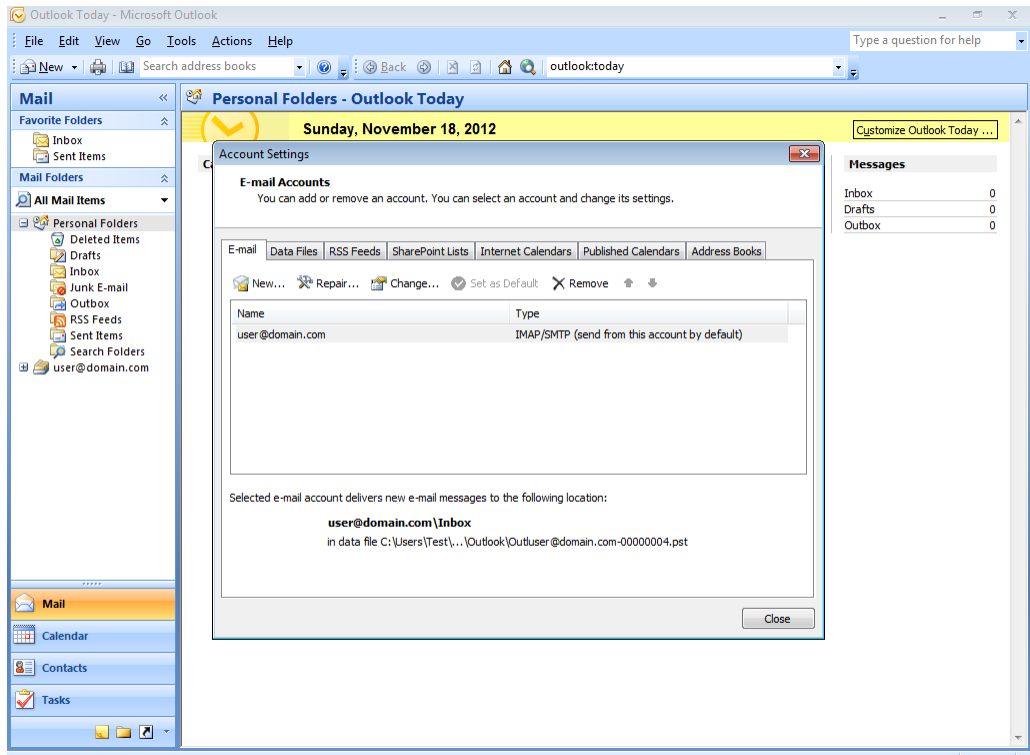 Outlook Today - Microsoft Outlook
File Edit View Go Tools Actions Help
Type a question for help
New Search address books Back outlook:today
Mail «
Personal Folders - Outlook Today
Favorite Folders
Inbox
Sent Items
Mail Folders
All Mail Items
Personal Folders
Deleted Items
Drafts
Inbox
Junk E-mail
Outbox
RSS Feeds
Sent Items
Search Folders
user@domain.com
Mail
Calendar
Contacts
Tasks
Sunday, November 18, 2012
Customize Outlook Today ...
Ca
Messages
Inbox 0
Drafts 0
Outbox 0
Account Settings
E-mail Accounts
You can add or remove an account. You can select an account and change its settings.
E-mail Data Files RSS Feeds SharePoint Lists Internet Calendars Published Calendars Address Books
New... Repair... Change... Set as Default Remove
Name Type
user@domain.com IMAP/SMTP (send from this account by default)
Selected e-mail account delivers new e-mail messages to the following location:
user@domain.com\Inbox
in data file C:\Users\Test\...\Outlook\Outluser@domain.com-00000004.pst
Close